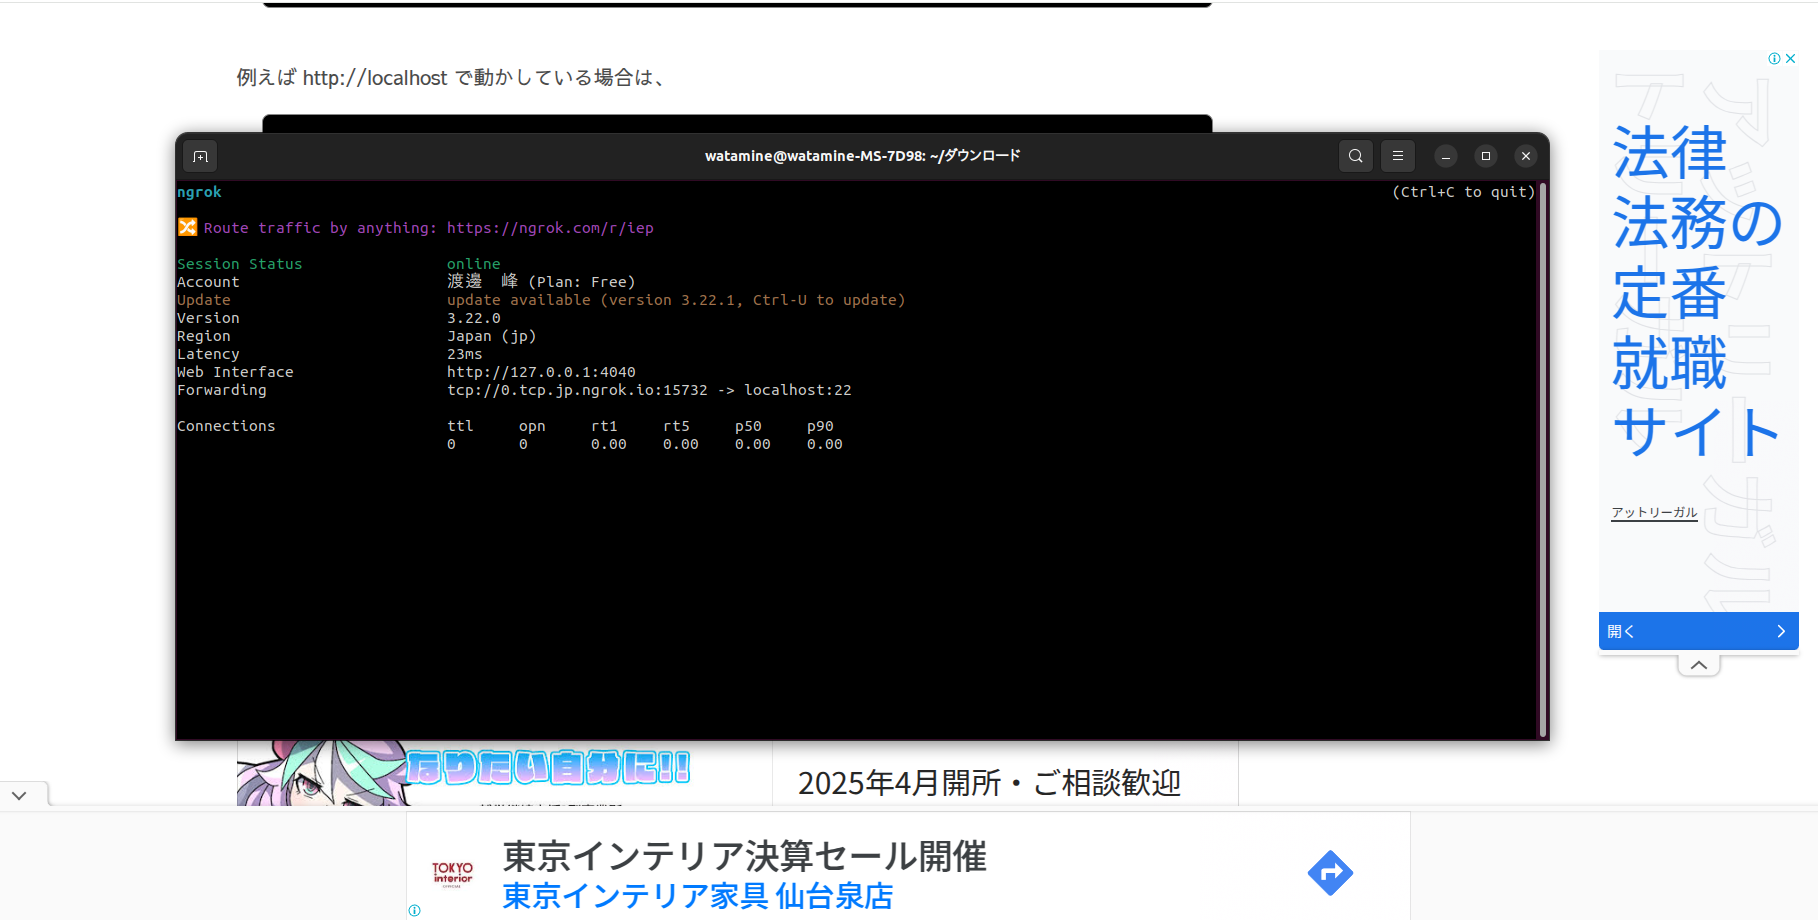 例えば http://localhost で動かしている場合は、
watamine@watamine-MS-7D98: ~/ダウンロード
ngrok (Ctrl+C to quit)
🔀 Route traffic by anything: https://ngrok.com/r/iep
Session Status online
Account 渡邊　峰 (Plan: Free)
Update update available (version 3.22.1, Ctrl-U to update)
Version 3.22.0
Region Japan (jp)
Latency 23ms
Web Interface http://127.0.0.1:4040
Forwarding tcp://0.tcp.jp.ngrok.io:15732 -> localhost:22
Connections ttl opn rt1 rt5 p50 p90
0 0 0.00 0.00 0.00 0.00
法律
法務の
定番
就職
サイト
アットリーガル
開く
なりたい自分に!!
2025年4月開所・ご相談歓迎
TOKYO
interior
東京インテリア決算セール開催
東京インテリア家具 仙台泉店